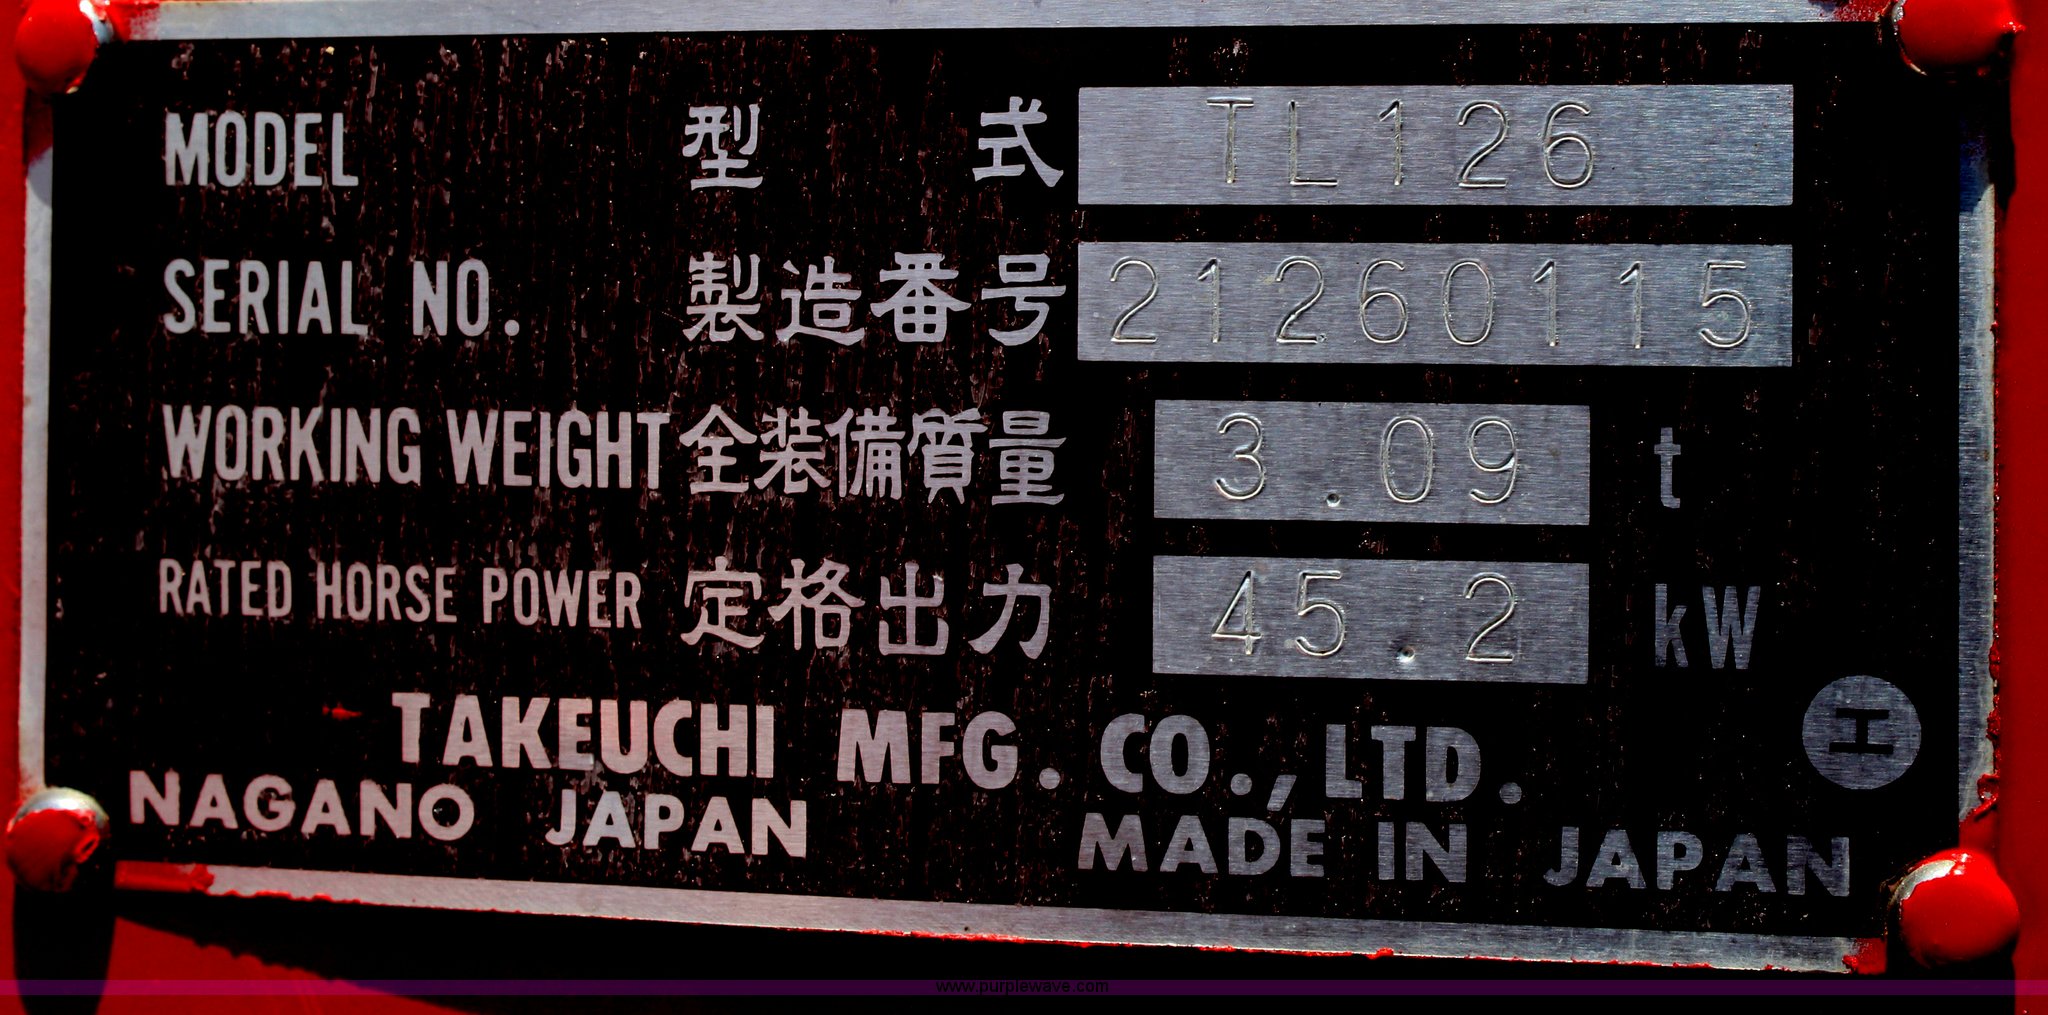 MODEL 型式 TL126
SERIAL NO. 製造番号 21260115
WORKING WEIGHT 全装備質量 3.09 t
RATED HORSE POWER 定格出力 45.2 kW
TAKEUCHI MFG. CO., LTD. エ
NAGANO JAPAN MADE IN JAPAN
www.purplewave.com